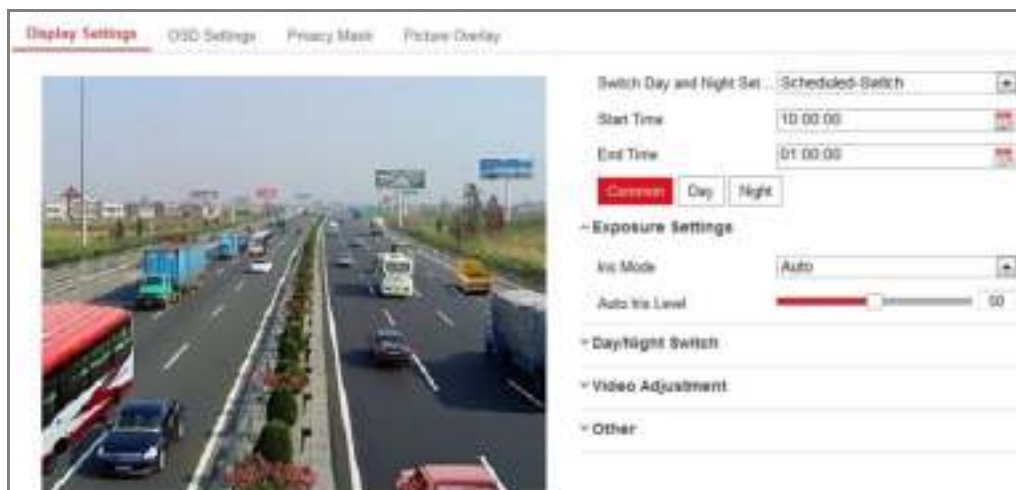 Display Settings OSD Settings Privacy Mask Picture Overlay
Switch Day and Night Set... Scheduled-Switch
Start Time 10:00:00
End Time 01:00:00
Common Day Night
Exposure Settings
Iris Mode Auto
Auto Iris Level 50
Day/Night Switch
Video Adjustment
Other